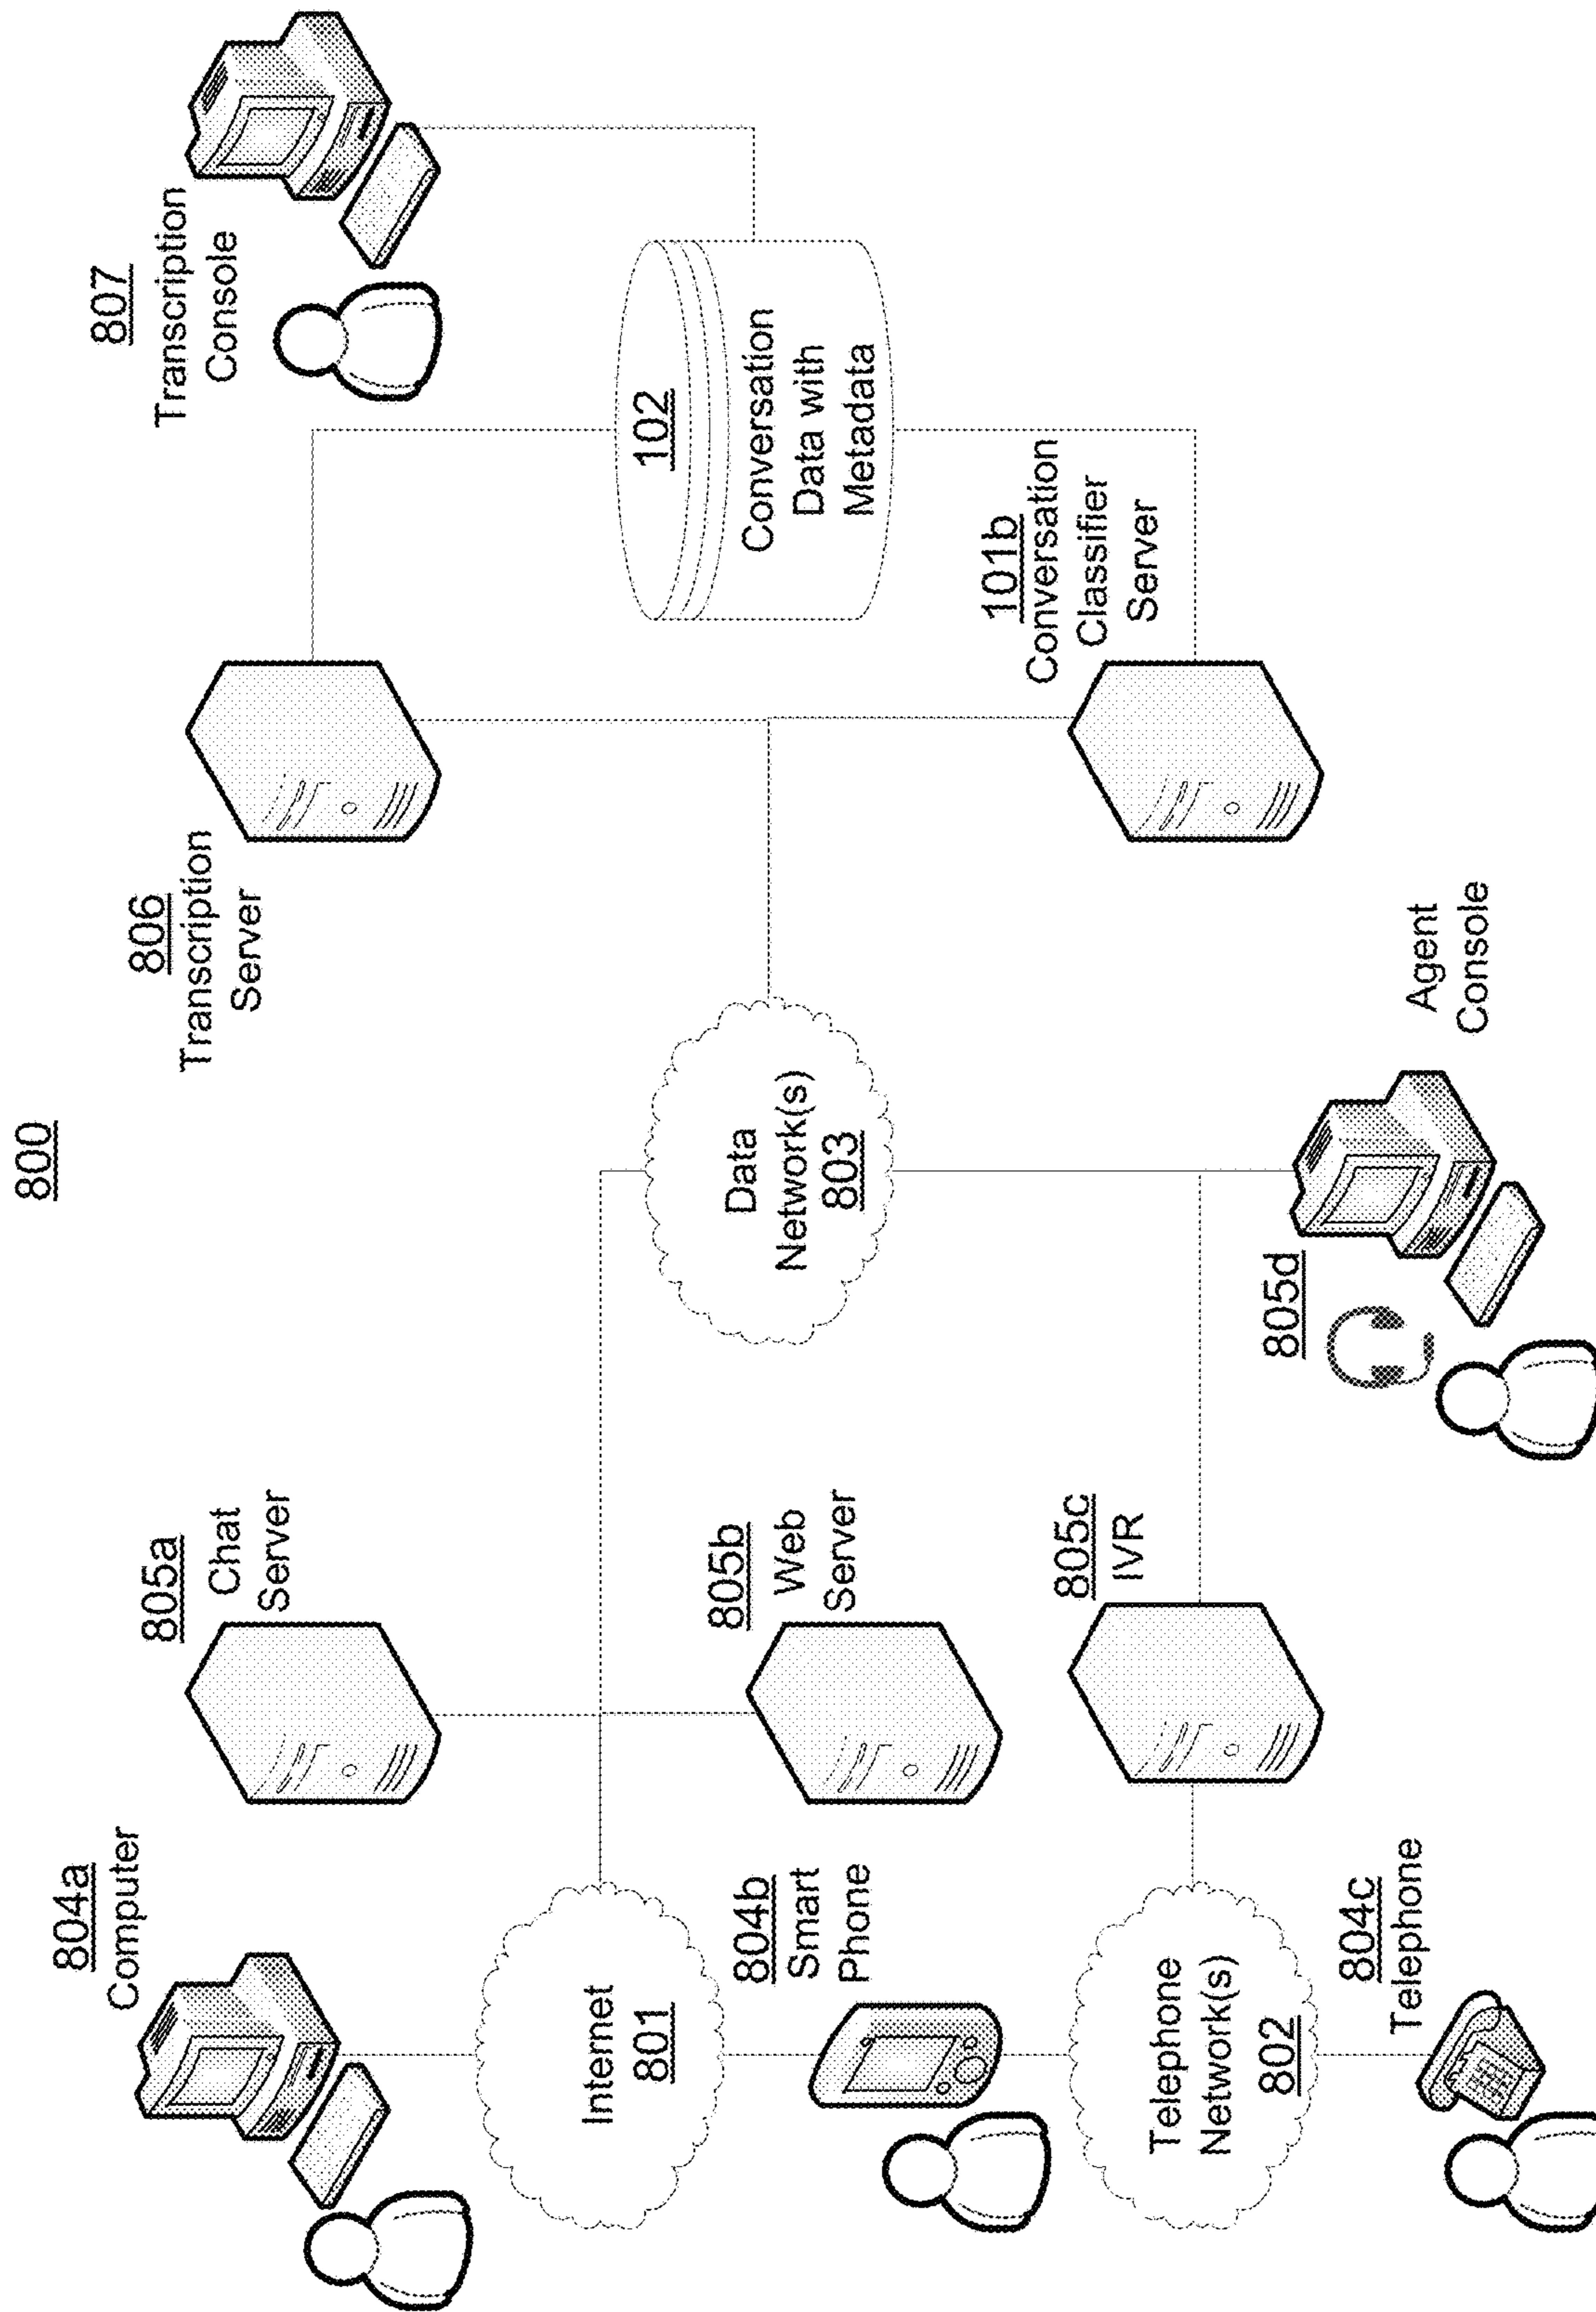 800
804a
Computer
805a
Chat
Server
806
Transcription
Server
807
Transcription
Console
Internet
801
Data
Network(s)
803
102
Conversation
Data with
Metadata
804b
Smart
Phone
805b
Web
Server
101b
Conversation
Classifier
Server
Telephone
Network(s)
802
805c
IVR
805d
Agent
Console
804c
Telephone